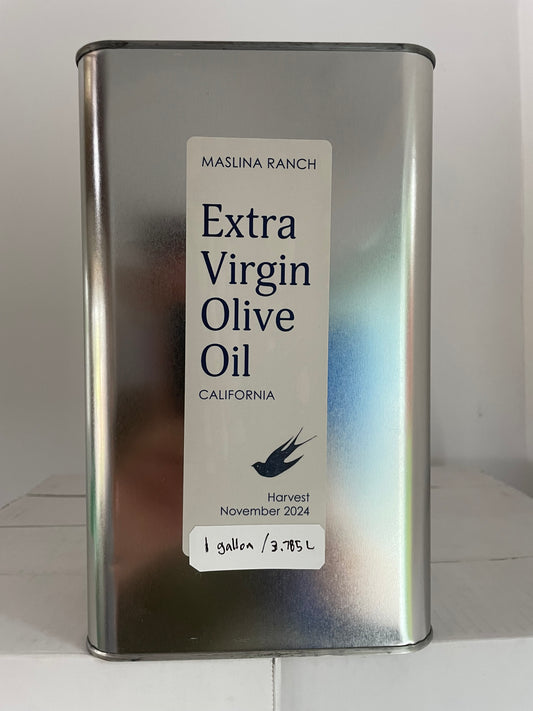 MASLINA RANCH
Extra
Virgin
Olive
Oil
CALIFORNIA
Harvest
November 2024
1 gallon / 3.785 L